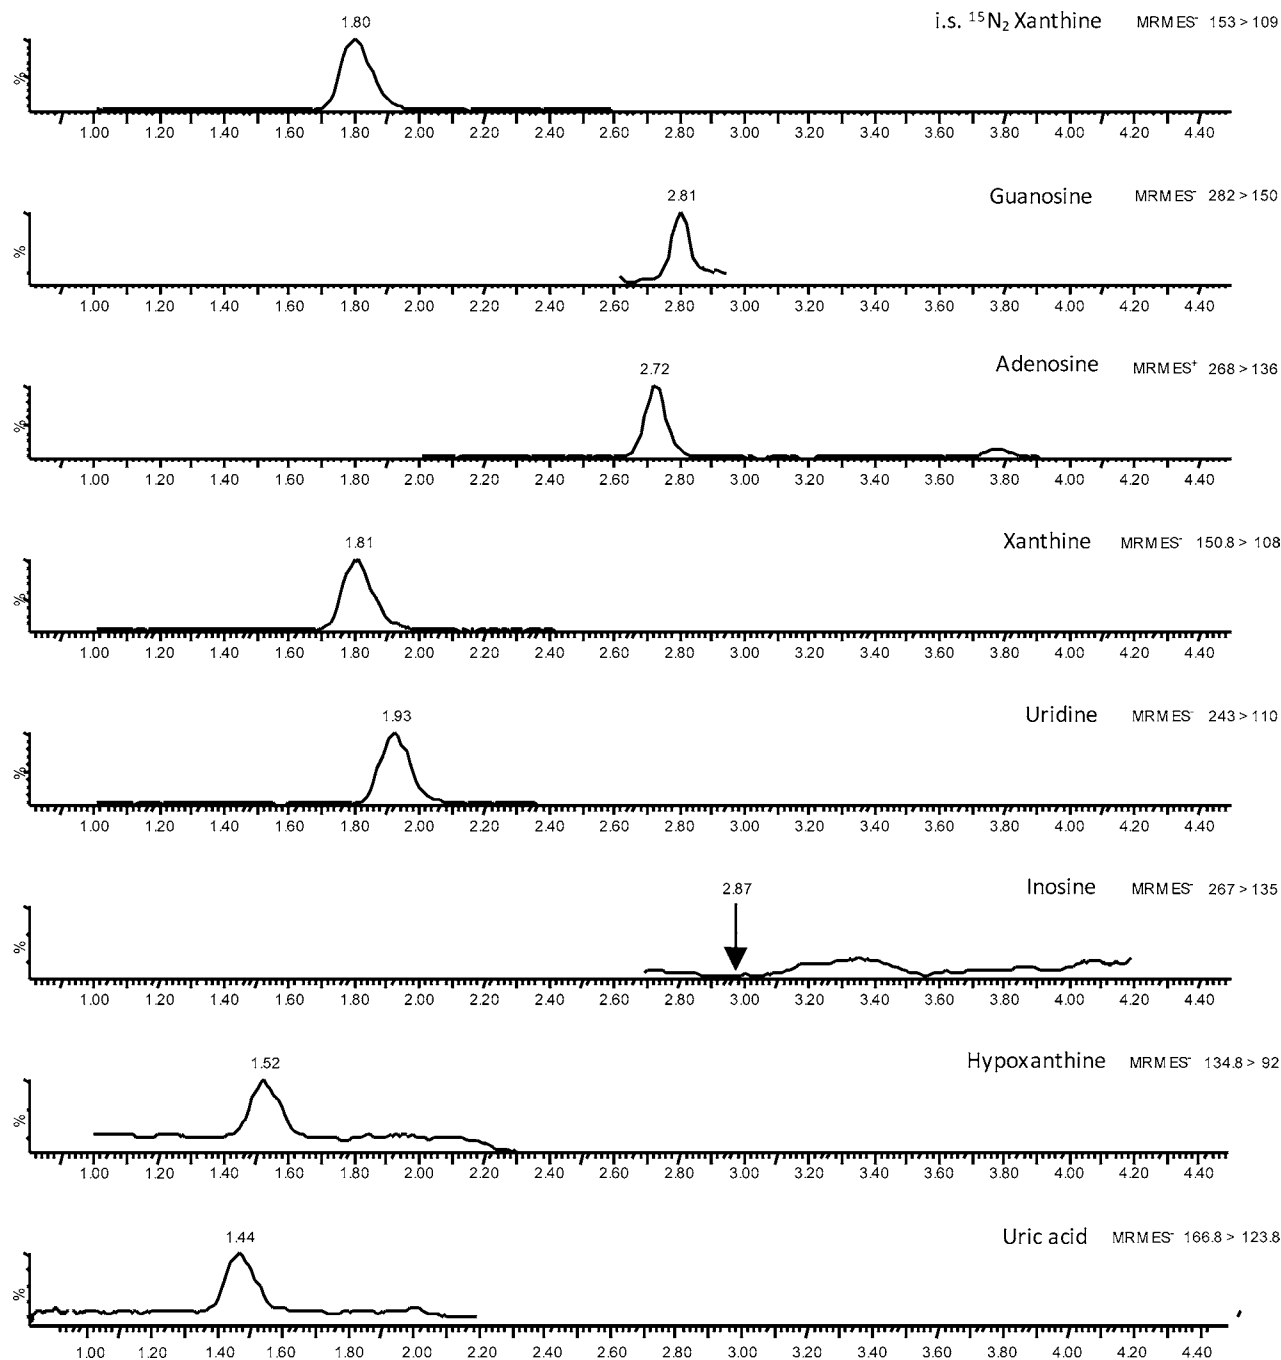 1.80
i.s. ¹⁵N₂ Xanthine MRM ES⁻ 153 > 109
%
1.00 1.20 1.40 1.60 1.80 2.00 2.20 2.40 2.60 2.80 3.00 3.20 3.40 3.60 3.80 4.00 4.20 4.40
2.81
Guanosine MRM ES⁻ 282 > 150
%
1.00 1.20 1.40 1.60 1.80 2.00 2.20 2.40 2.60 2.80 3.00 3.20 3.40 3.60 3.80 4.00 4.20 4.40
2.72
Adenosine MRM ES⁺ 268 > 136
%
1.00 1.20 1.40 1.60 1.80 2.00 2.20 2.40 2.60 2.80 3.00 3.20 3.40 3.60 3.80 4.00 4.20 4.40
1.81
Xanthine MRM ES⁻ 150.8 > 108
%
1.00 1.20 1.40 1.60 1.80 2.00 2.20 2.40 2.60 2.80 3.00 3.20 3.40 3.60 3.80 4.00 4.20 4.40
1.93
Uridine MRM ES⁻ 243 > 110
%
1.00 1.20 1.40 1.60 1.80 2.00 2.20 2.40 2.60 2.80 3.00 3.20 3.40 3.60 3.80 4.00 4.20 4.40
2.87
Inosine MRM ES⁻ 267 > 135
%
1.00 1.20 1.40 1.60 1.80 2.00 2.20 2.40 2.60 2.80 3.00 3.20 3.40 3.60 3.80 4.00 4.20 4.40
1.52
Hypoxanthine MRM ES⁻ 134.8 > 92
%
1.00 1.20 1.40 1.60 1.80 2.00 2.20 2.40 2.60 2.80 3.00 3.20 3.40 3.60 3.80 4.00 4.20 4.40
1.44
Uric acid MRM ES⁻ 166.8 > 123.8
%
1.00 1.20 1.40 1.60 1.80 2.00 2.20 2.40 2.60 2.80 3.00 3.20 3.40 3.60 3.80 4.00 4.20 4.40